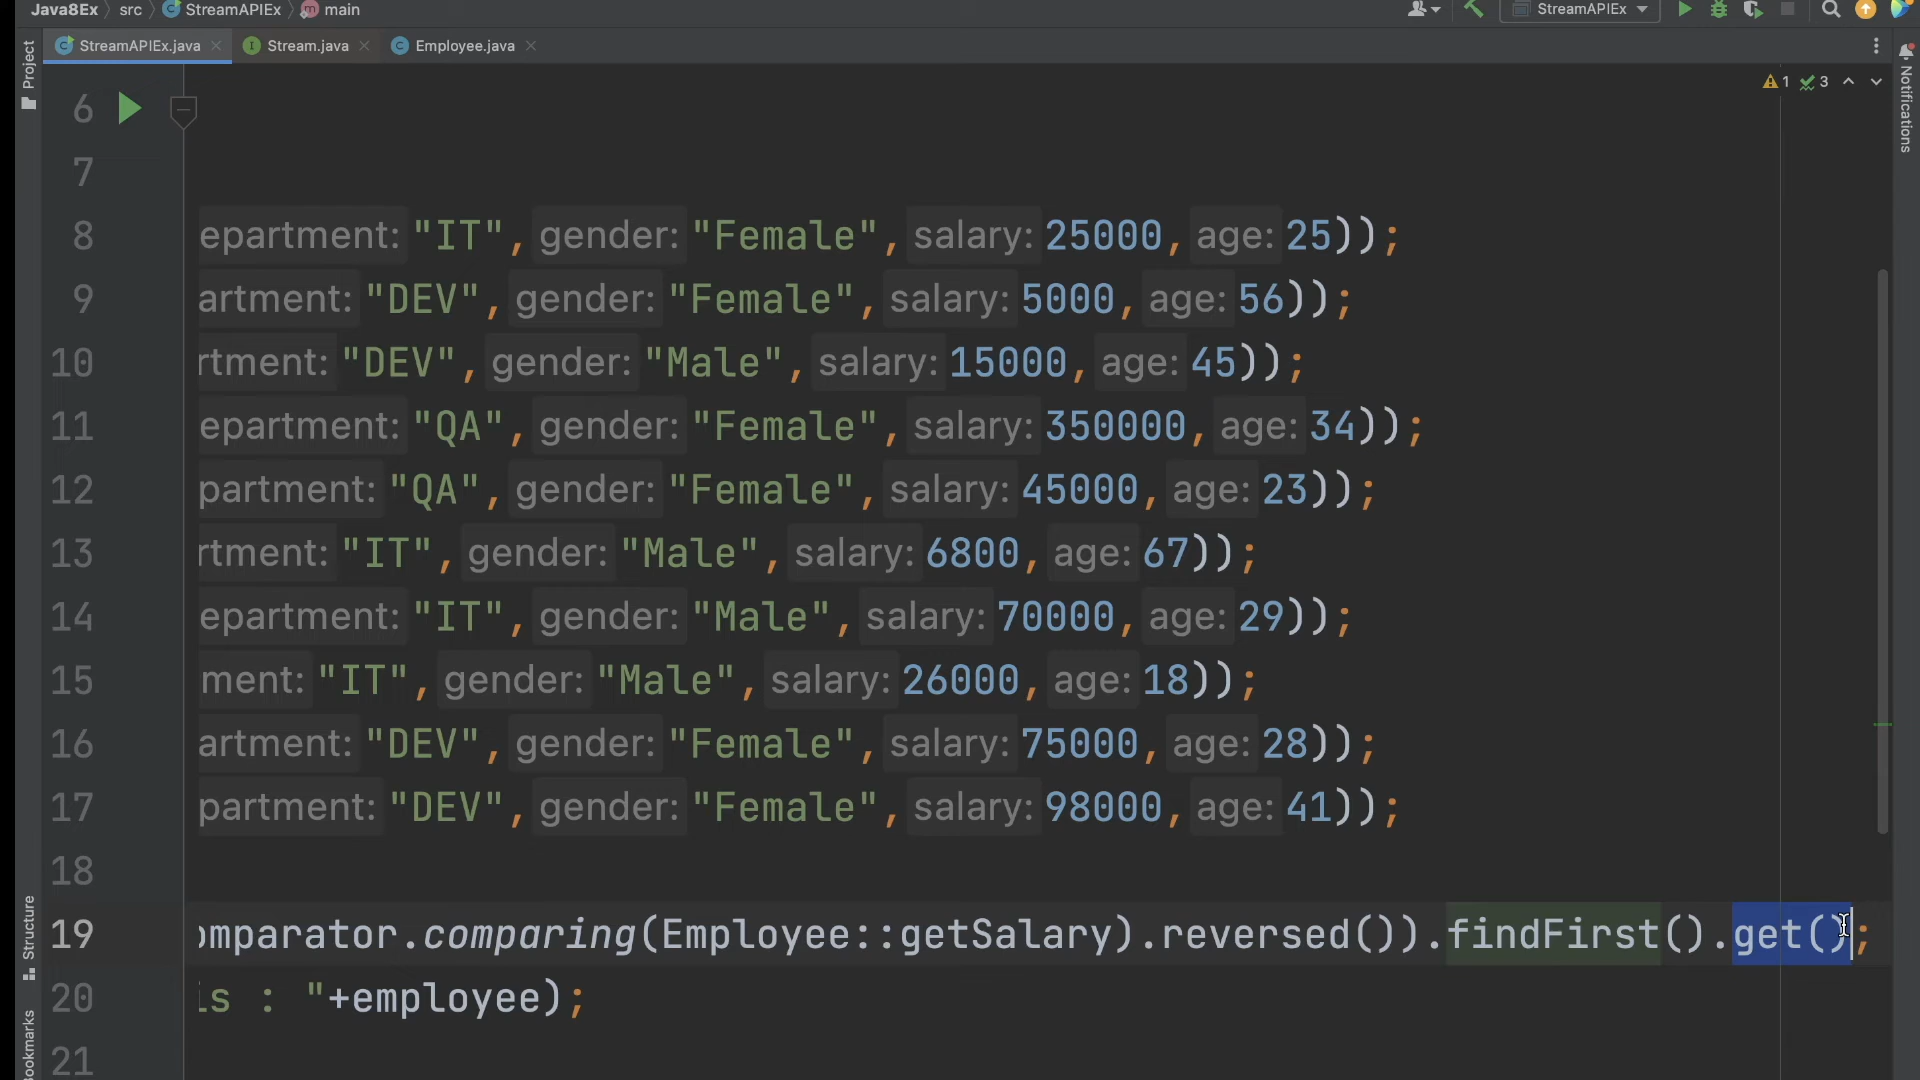 Java8Ex src StreamAPIEx main StreamAPIEx
StreamAPIEx.java Stream.java Employee.java
Project
Notifications
1 3
6
7
8 epartment: "IT", gender: "Female", salary: 25000, age: 25));
9 artment: "DEV", gender: "Female", salary: 5000, age: 56));
10 rtment: "DEV", gender: "Male", salary: 15000, age: 45));
11 epartment: "QA", gender: "Female", salary: 350000, age: 34));
12 partment: "QA", gender: "Female", salary: 45000, age: 23));
13 rtment: "IT", gender: "Male", salary: 6800, age: 67));
14 epartment: "IT", gender: "Male", salary: 70000, age: 29));
15 ment: "IT", gender: "Male", salary: 26000, age: 18));
16 artment: "DEV", gender: "Female", salary: 75000, age: 28));
17 partment: "DEV", gender: "Female", salary: 98000, age: 41));
18
19 omparator.comparing(Employee::getSalary).reversed()).findFirst().get();
20 is : "+employee);
21
Structure
Bookmarks